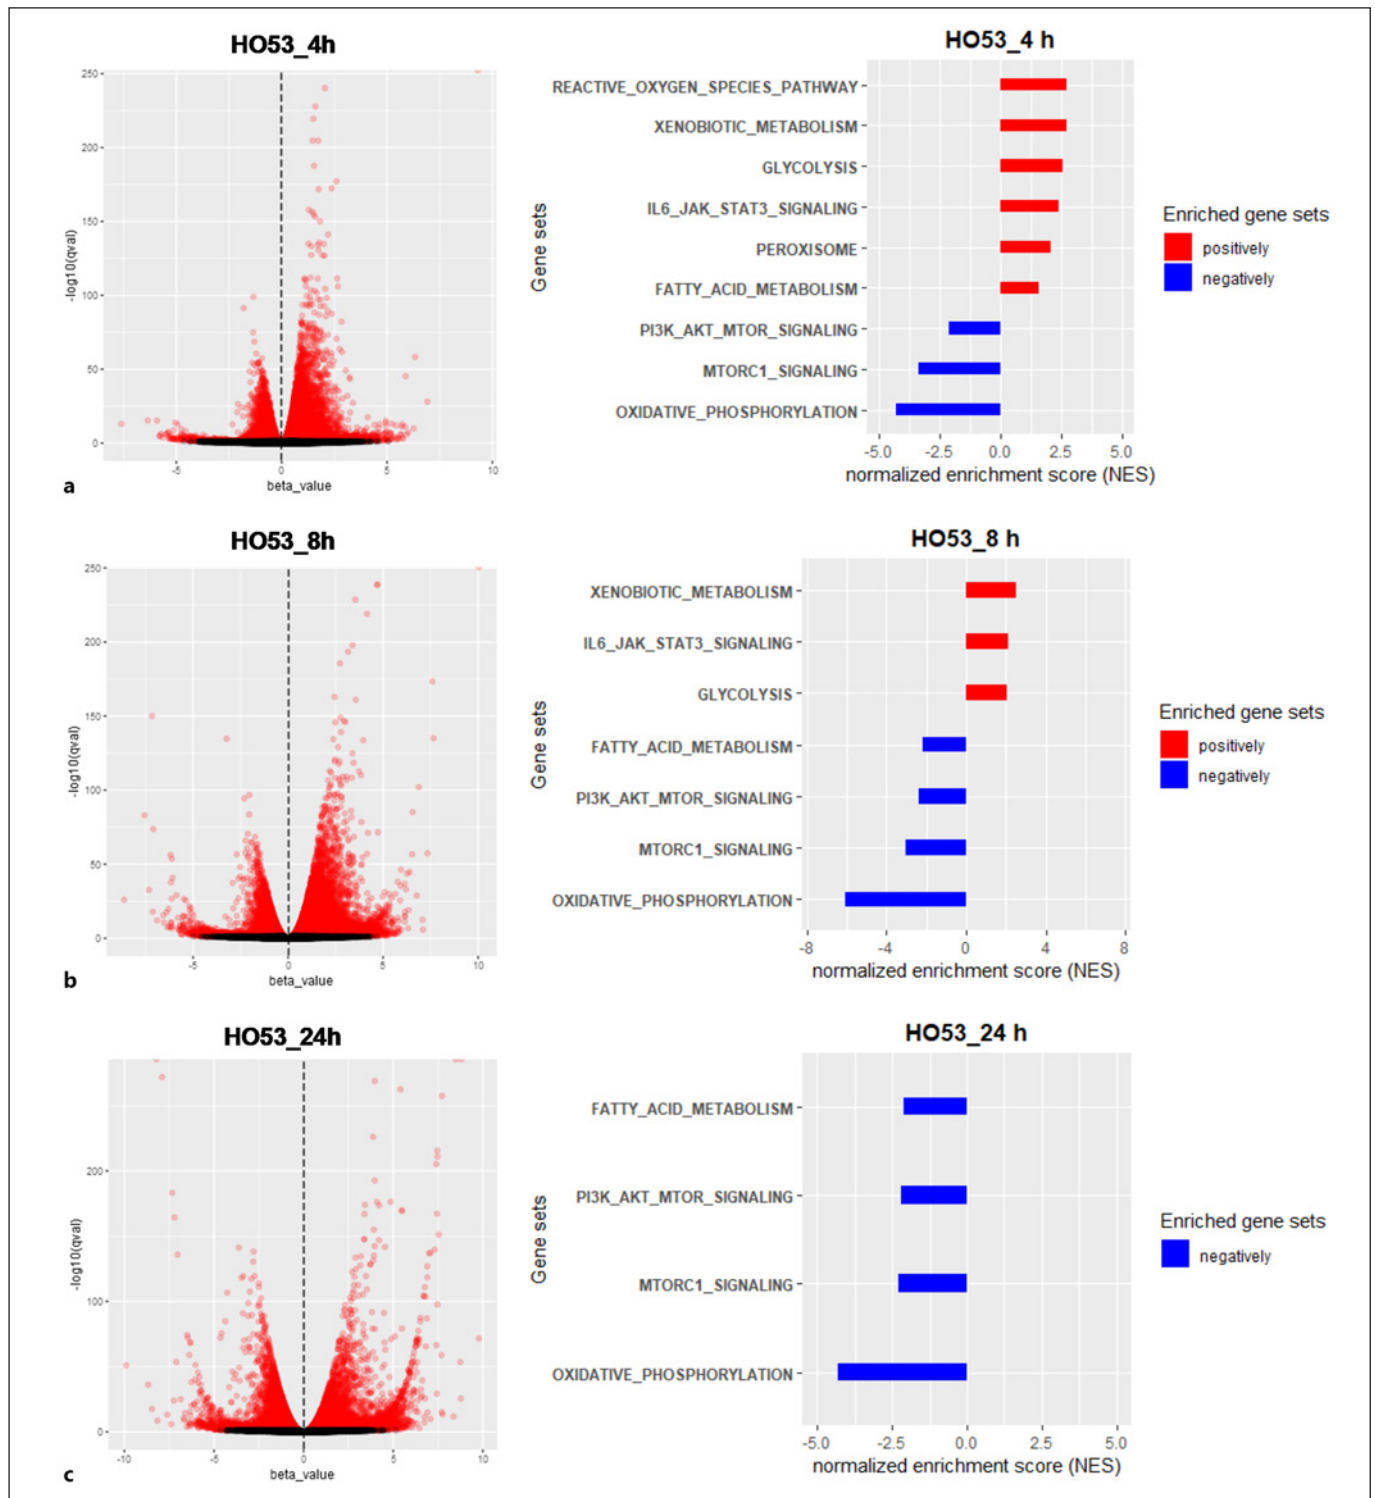 HO53_4h
250
200
150
100
50
0
-log10(qval)
-5
0
5
10
beta_value
a
HO53_4 h
Gene sets
REACTIVE_OXYGEN_SPECIES_PATHWAY
XENOBIOTIC_METABOLISM
GLYCOLYSIS
IL6_JAK_STAT3_SIGNALING
PEROXISOME
FATTY_ACID_METABOLISM
PI3K_AKT_MTOR_SIGNALING
MTORC1_SIGNALING
OXIDATIVE_PHOSPHORYLATION
-5.0
-2.5
0.0
2.5
5.0
normalized enrichment score (NES)
Enriched gene sets
positively
negatively
HO53_8h
250
200
150
100
50
0
-log10(qval)
-5
0
5
10
beta_value
b
HO53_8 h
Gene sets
XENOBIOTIC_METABOLISM
IL6_JAK_STAT3_SIGNALING
GLYCOLYSIS
FATTY_ACID_METABOLISM
PI3K_AKT_MTOR_SIGNALING
MTORC1_SIGNALING
OXIDATIVE_PHOSPHORYLATION
-8
-4
0
4
8
normalized enrichment score (NES)
Enriched gene sets
positively
negatively
HO53_24h
200
100
0
-log10(qval)
-10
-5
0
5
10
beta_value
c
HO53_24 h
Gene sets
FATTY_ACID_METABOLISM
PI3K_AKT_MTOR_SIGNALING
MTORC1_SIGNALING
OXIDATIVE_PHOSPHORYLATION
-5.0
-2.5
0.0
2.5
5.0
normalized enrichment score (NES)
Enriched gene sets
negatively